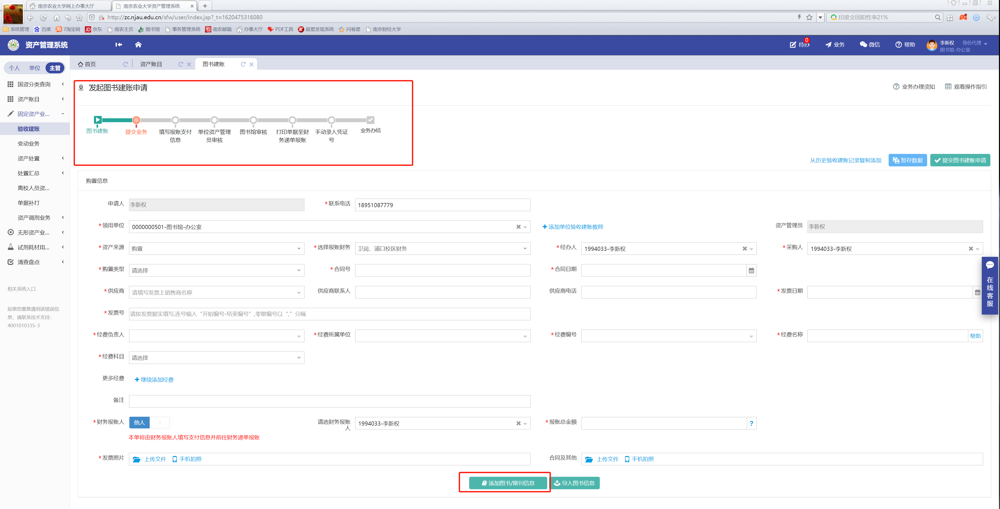 南京农业大学网上办事大厅
南京农业大学资产管理系统
http://zc.njau.edu.cn/sfw/user/index.jsp?_t=1620475316080
印度全国阳性率21%
系统管理 百度 7淘宝网 京东 南农主页 图书馆 事务管理系统 南农邮箱 办事大厅 PDF工具 超星发现系统 问卷星 南京财经大学
资产管理系统
待办 0 业务 微信 帮助 李新权 身份代理
图书馆-办公室
个人 单位 主管
首页 资产账目 图书建账
国资分类查询
资产账目
固定资产业...
验收建账
变动业务
资产处置
处置汇总
离校人员资...
单据补打
资产调剂业务
无形资产业...
试剂耗材用...
清查盘点
相关系统入口
如果您重复遇到该错误信
息，请联系技术支持：
4001010335-3
发起图书建账申请
业务办理须知 观看操作指引
图书建账
提交业务
填写报账支付
信息
单位资产管理
员审核
图书馆审核
打印单据至财
务递单报账
手动录入凭证
号
业务办结
从历史验收建账记录复制添加 暂存数据 提交图书建账申请
购置信息
申请人 李新权 *联系电话 18951087779
*领用单位 0000000501-图书馆-办公室 添加单位验收建账教师 资产管理员 李新权
*资产来源 购置 *选择报账财务 卫岗、浦口校区财务 *经办人 1994033-李新权 *采购人 1994033-李新权
*购置类型 请选择 *合同号 *合同日期
*供应商 请填写发票上销售商名称 供应商联系人 供应商电话 *发票日期
*发票号 请按发票据实填写,连号输入“开始编号-结束编号”,零散编号以“,”分隔
*经费负责人 *经费所属单位 *经费编号 *经费名称 帮助
*经费科目 请选择
更多经费 继续添加经费
备注
*财务报账人 他人 请选财务报账
人 1994033-李新权 *报账总金额 ?
本单将由财务报账人填写支付信息并前往财务递单报账
*发票照片 上传文件 手机拍照 合同及其他 上传文件 手机拍照
添加图书/期刊信息 导入图书信息
在
线
客
服